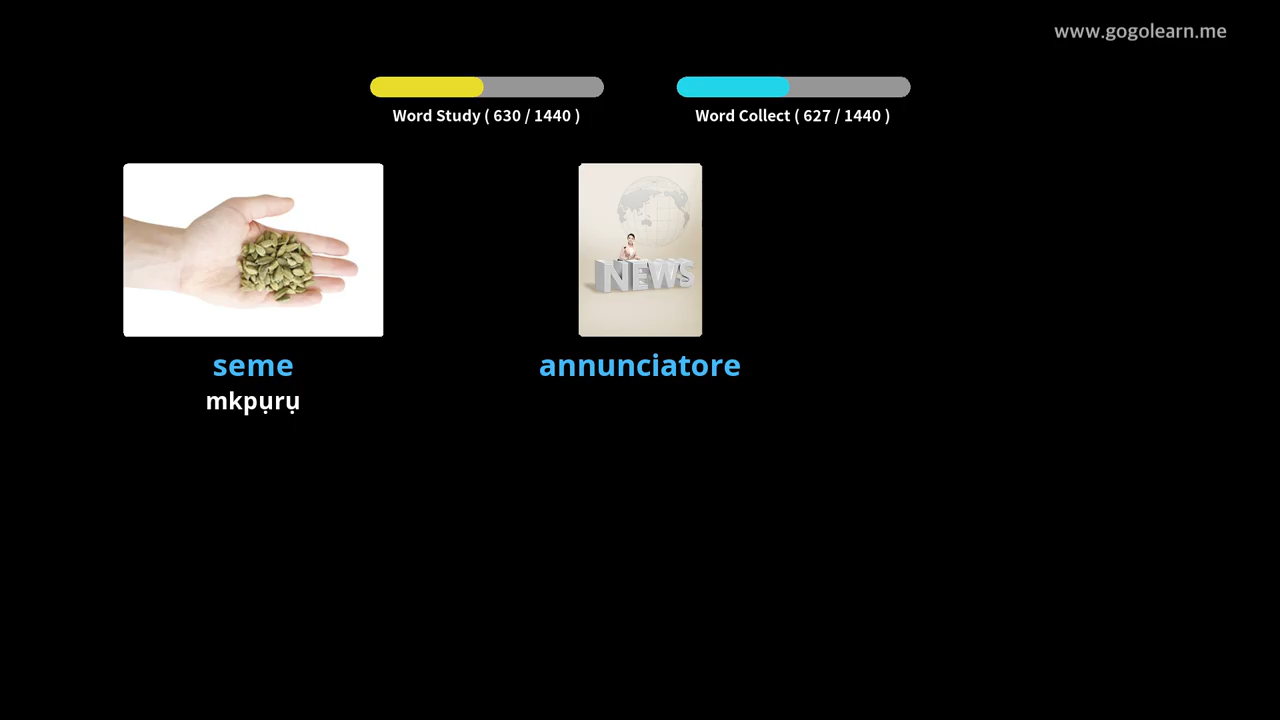 www.gogolearn.me
Word Study ( 630 / 1440 )
Word Collect ( 627 / 1440 )
NEWS
seme
annunciatore
mkpụrụ